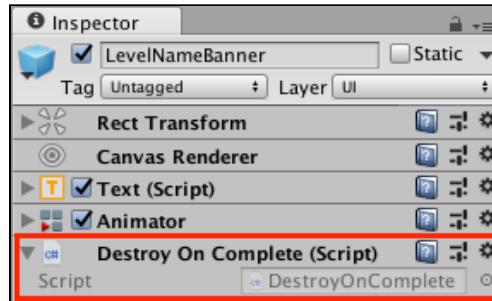 Inspector
LevelNameBanner Static
Tag Untagged Layer UI
Rect Transform
Canvas Renderer
T Text (Script)
Animator
C# Destroy On Complete (Script)
Script DestroyOnComplete